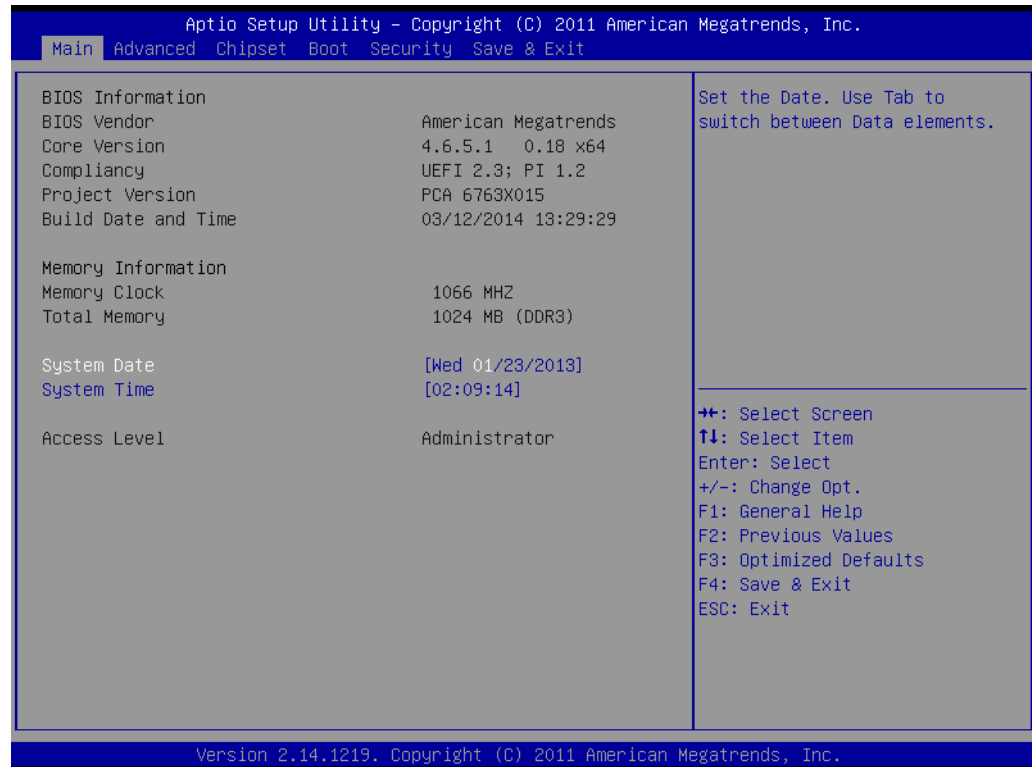 Aptio Setup Utility – Copyright (C) 2011 American Megatrends, Inc.
Main Advanced Chipset Boot Security Save & Exit
BIOS Information
BIOS Vendor American Megatrends
Core Version 4.6.5.1 0.18 x64
Compliancy UEFI 2.3; PI 1.2
Project Version PCA 6763X015
Build Date and Time 03/12/2014 13:29:29
Memory Information
Memory Clock 1066 MHZ
Total Memory 1024 MB (DDR3)
System Date [Wed 01/23/2013]
System Time [02:09:14]
Access Level Administrator
Set the Date. Use Tab to
switch between Data elements.
→←: Select Screen
↑↓: Select Item
Enter: Select
+/-: Change Opt.
F1: General Help
F2: Previous Values
F3: Optimized Defaults
F4: Save & Exit
ESC: Exit
Version 2.14.1219. Copyright (C) 2011 American Megatrends, Inc.